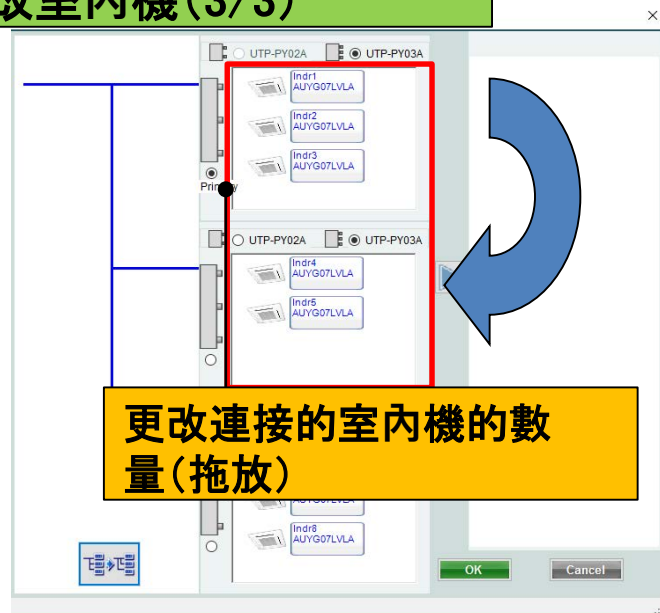 改室內機(3/3)
UTP-PY02A UTP-PY03A
Indr1
AUYG07LVLA
Indr2
AUYG07LVLA
Indr3
AUYG07LVLA
UTP-PY02A UTP-PY03A
Indr4
AUYG07LVLA
Indr5
AUYG07LVLA
更改連接的室內機的數
量(拖放)
Indr8
AUYG07LVLA
OK Cancel